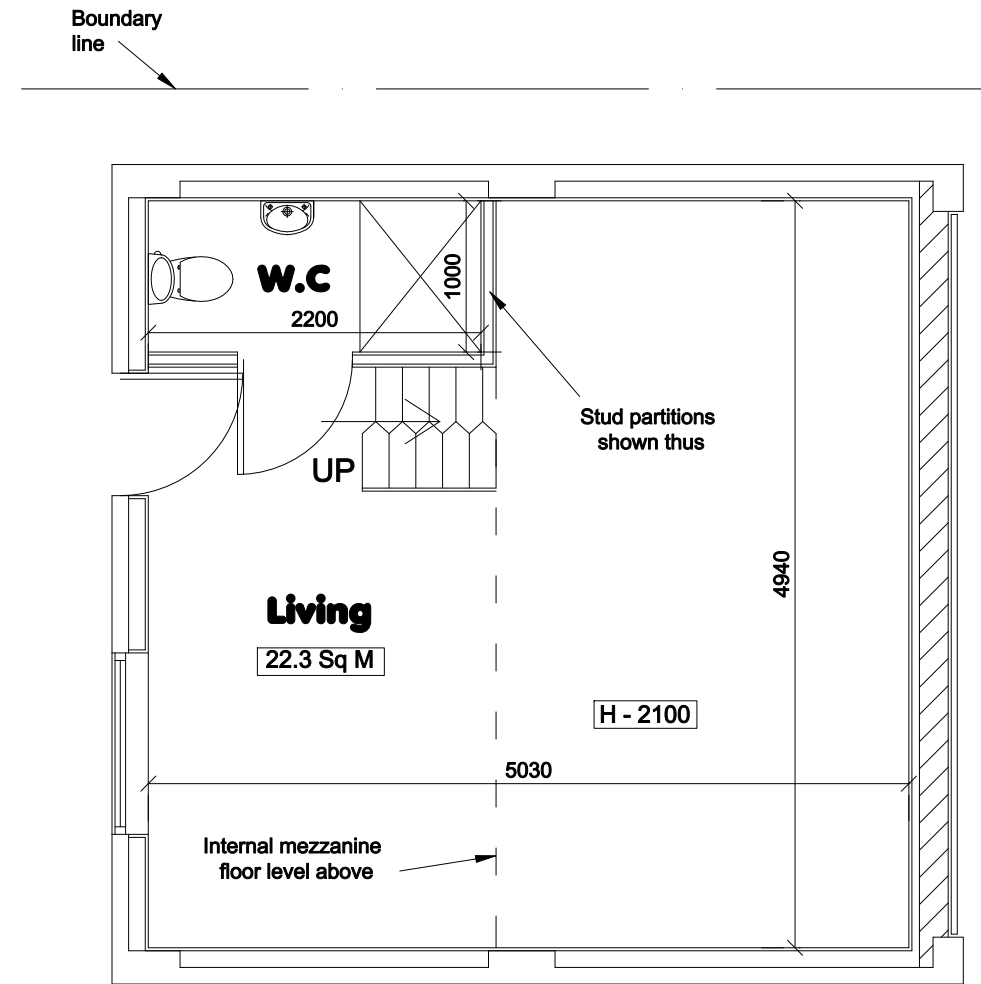 Boundary
line
W.C
1000
2200
Stud partitions
shown thus
UP
4940
Living
22.3 Sq M
H - 2100
5030
Internal mezzanine
floor level above